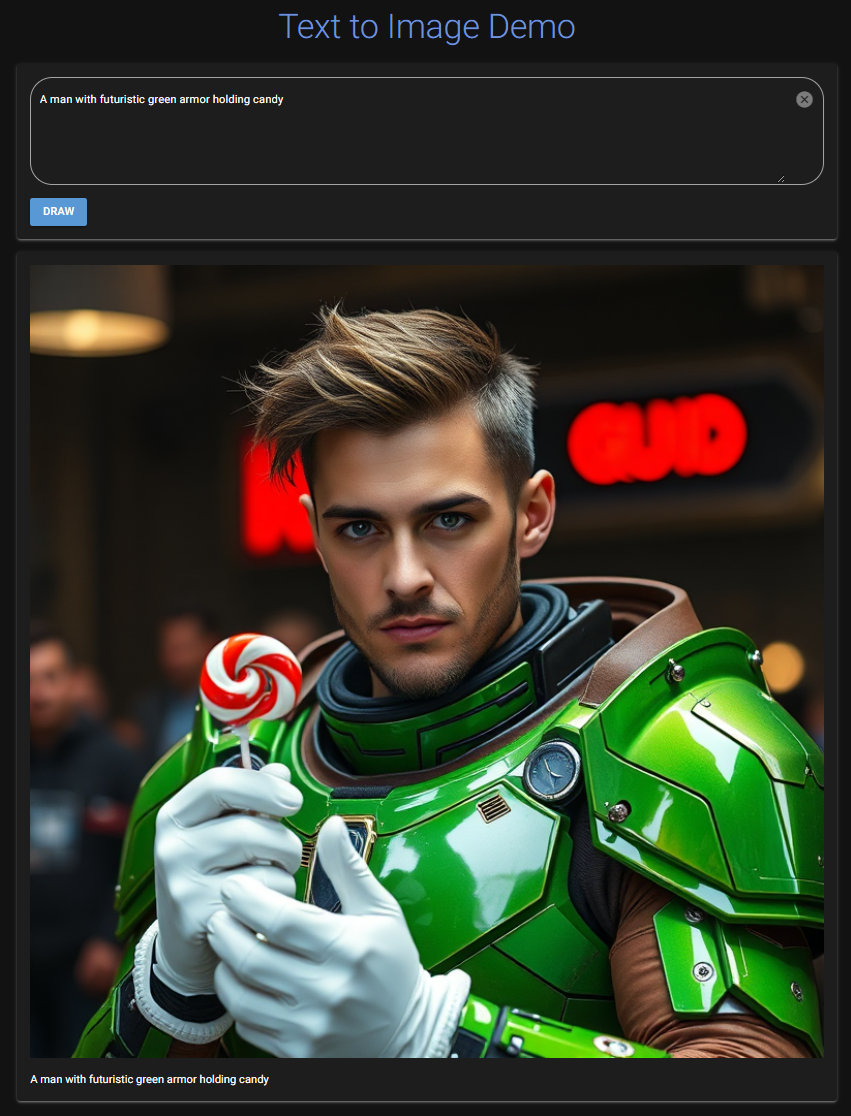 Text to Image Demo
A man with futuristic green armor holding candy
DRAW
A man with futuristic green armor holding candy